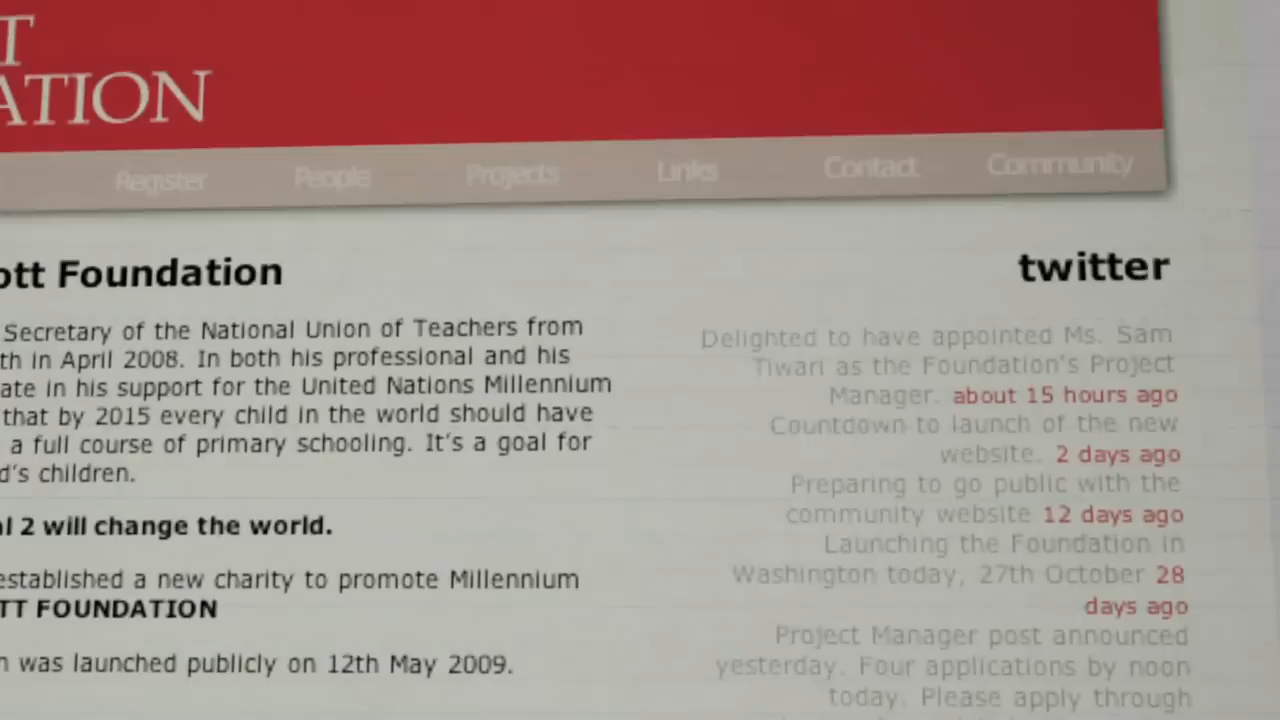 T
ATION
Register People Projects Links Contact Community
ott Foundation
Secretary of the National Union of Teachers from
th in April 2008. In both his professional and his
ate in his support for the United Nations Millennium
that by 2015 every child in the world should have
a full course of primary schooling. It's a goal for
d's children.
al 2 will change the world.
established a new charity to promote Millennium
TT FOUNDATION
n was launched publicly on 12th May 2009.
twitter
Delighted to have appointed Ms. Sam
Tiwari as the Foundation's Project
Manager. about 15 hours ago
Countdown to launch of the new
website. 2 days ago
Preparing to go public with the
community website 12 days ago
Launching the Foundation in
Washington today, 27th October 28
days ago
Project Manager post announced
yesterday. Four applications by noon
today. Please apply through